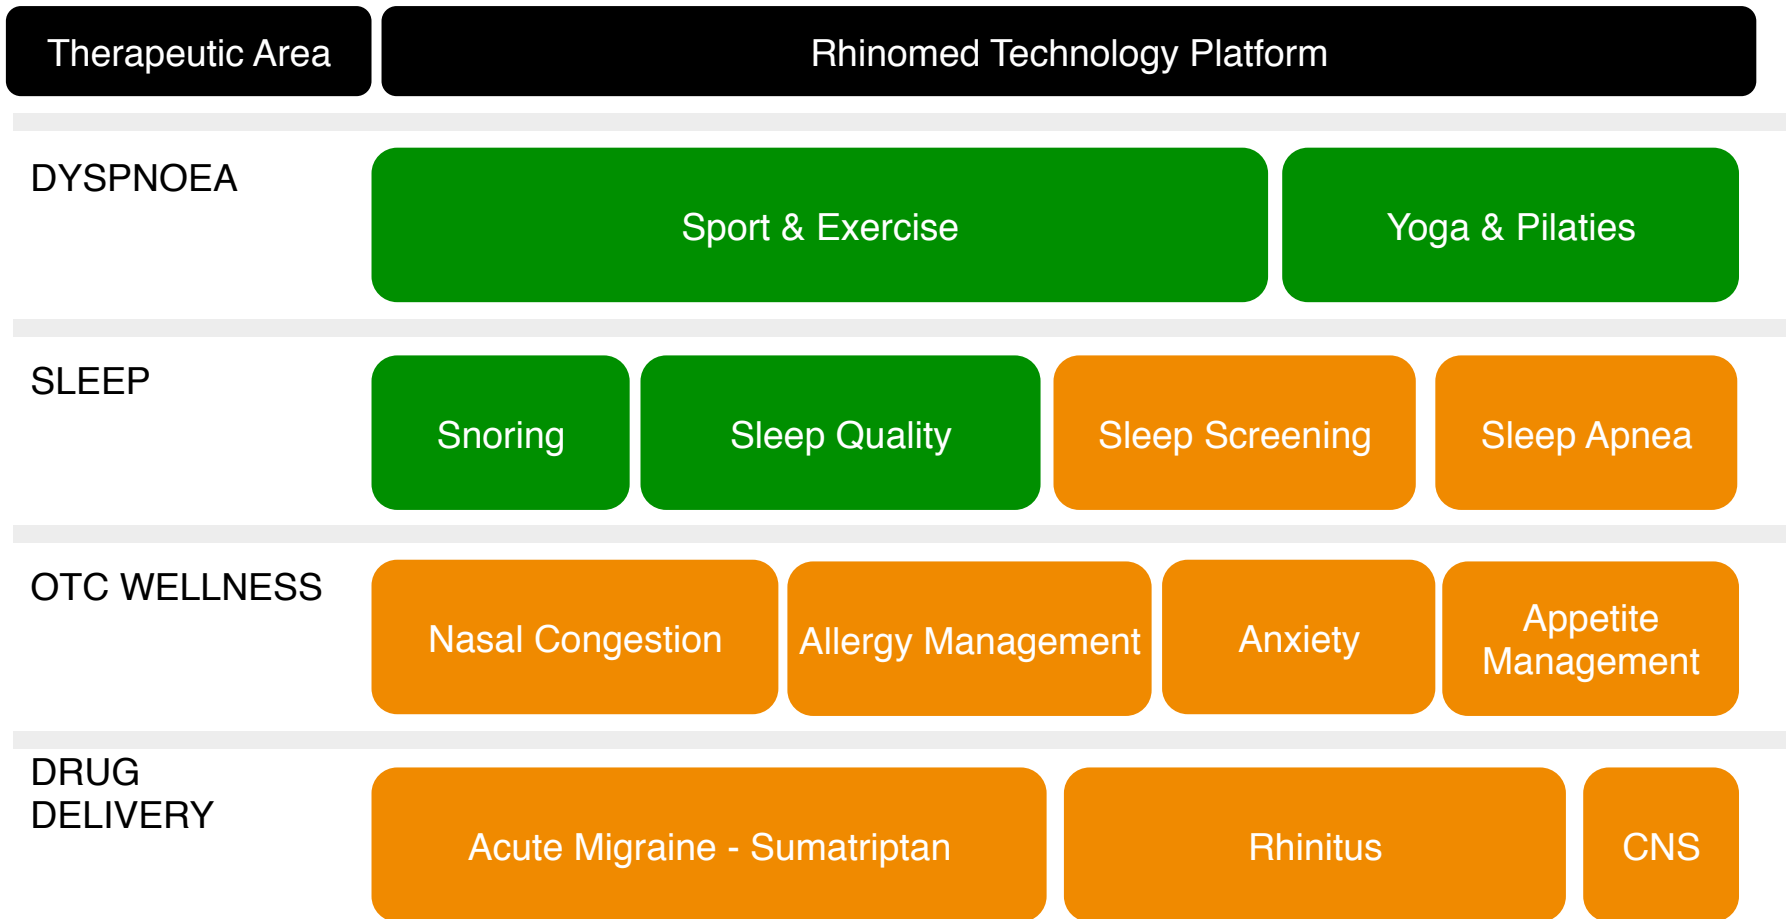 Therapeutic Area
Rhinomed Technology Platform
DYSPNOEA
Sport & Exercise
Yoga & Pilaties
SLEEP
Snoring
Sleep Quality
Sleep Screening
Sleep Apnea
OTC WELLNESS
Nasal Congestion
Allergy Management
Anxiety
Appetite
Management
DRUG
DELIVERY
Acute Migraine - Sumatriptan
Rhinitus
CNS